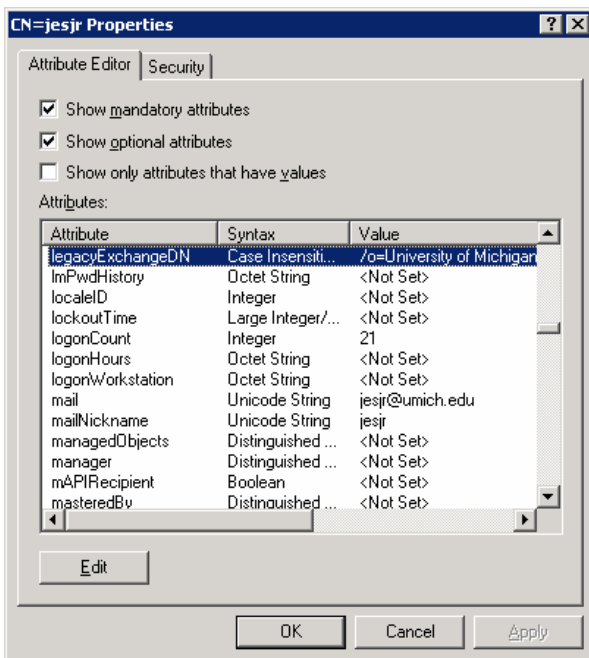 CN=jesjr Properties
Attribute Editor Security
Show mandatory attributes
Show optional attributes
Show only attributes that have values
Attributes:
Attribute Syntax Value
legacyExchangeDN Case Insensiti... /o=University of Michigan
lmPwdHistory Octet String <Not Set>
localeID Integer <Not Set>
lockoutTime Large Integer/... <Not Set>
logonCount Integer 21
logonHours Octet String <Not Set>
logonWorkstation Octet String <Not Set>
mail Unicode String jesjr@umich.edu
mailNickname Unicode String jesjr
managedObjects Distinguished ... <Not Set>
manager Distinguished ... <Not Set>
mAPIRecipient Boolean <Not Set>
masteredBy Distinguished ... <Not Set>
Edit
OK Cancel Apply